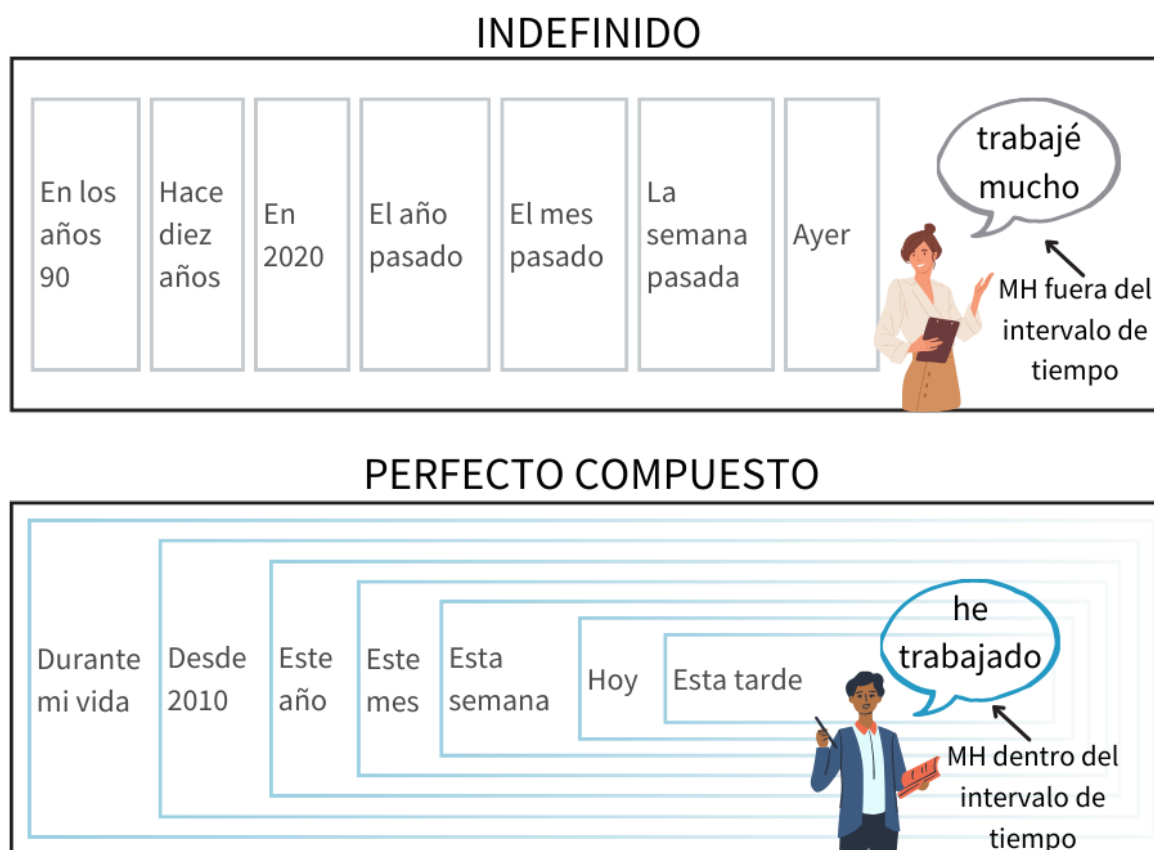 INDEFINIDO
En los
años
90
Hace
diez
años
En
2020
El año
pasado
El mes
pasado
La
semana
pasada
Ayer
trabajé
mucho
MH fuera del
intervalo de
tiempo
PERFECTO COMPUESTO
Durante
mi vida
Desde
2010
Este
año
Este
mes
Esta
semana
Hoy
Esta tarde
he
trabajado
MH dentro del
intervalo de
tiempo